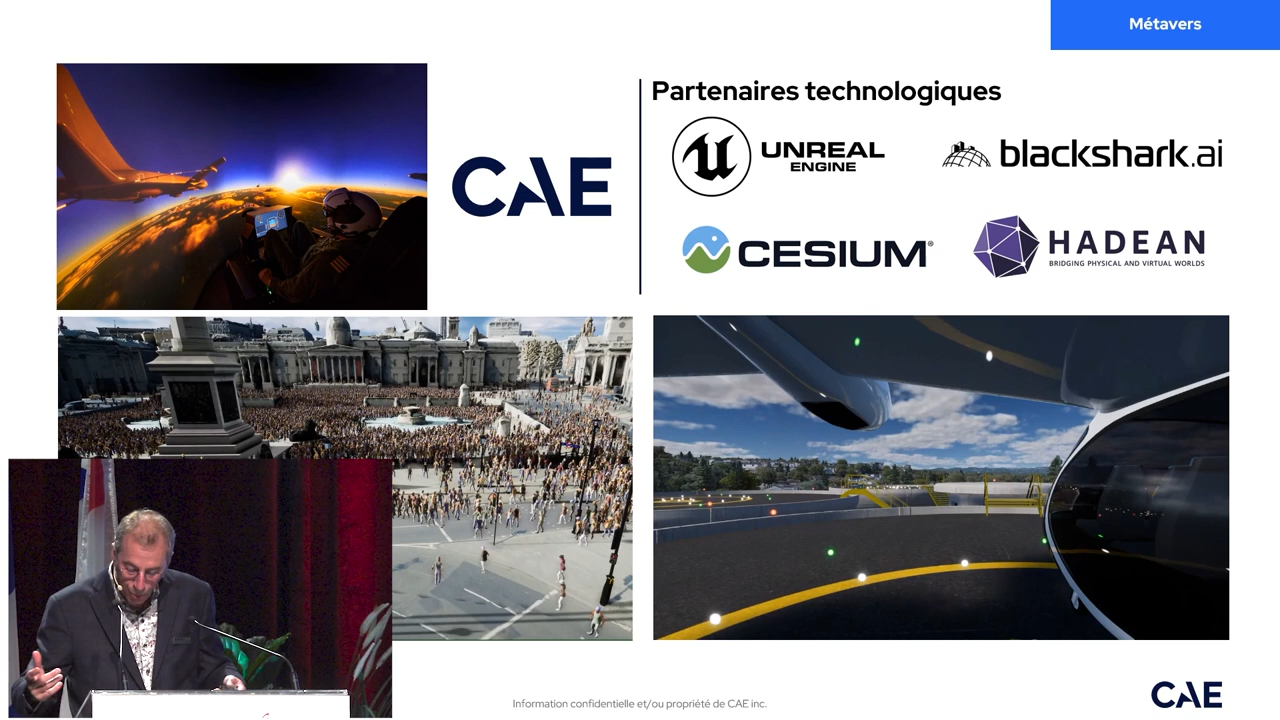 Métavers
CAE
Partenaires technologiques
UNREAL
ENGINE
blackshark.ai
CESIUM®
HADEAN
BRIDGING PHYSICAL AND VIRTUAL WORLDS
Information confidentielle et/ou propriété de CAE inc.
CAE